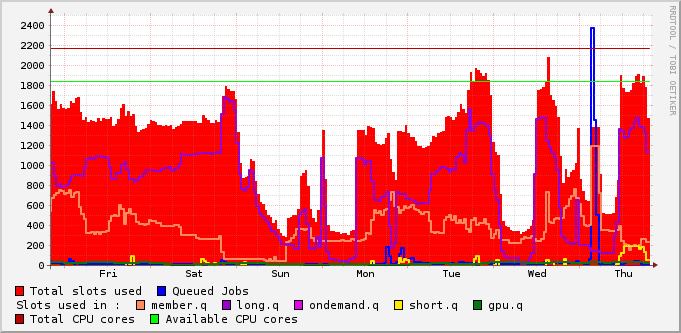 RRDTOOL / TOBI OETIKER
2400
2200
2000
1800
1600
1400
1200
1000
800
600
400
200
0
Fri Sat Sun Mon Tue Wed Thu
Total slots used Queued Jobs
Slots used in : member.q long.q ondemand.q short.q gpu.q
Total CPU cores Available CPU cores